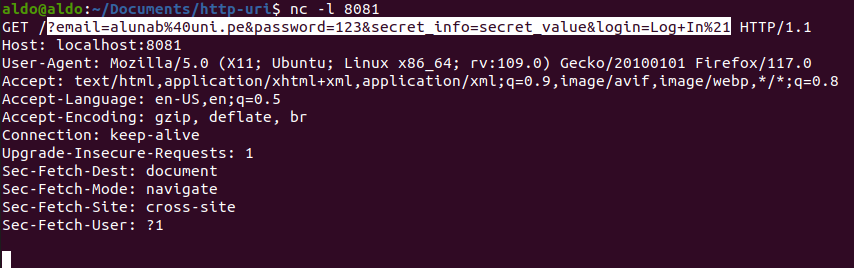 aldo@aldo:~/Documents/http-uri$ nc -l 8081
GET /?email=alunab%40uni.pe&password=123&secret_info=secret_value&login=Log+In%21 HTTP/1.1
Host: localhost:8081
User-Agent: Mozilla/5.0 (X11; Ubuntu; Linux x86_64; rv:109.0) Gecko/20100101 Firefox/117.0
Accept: text/html,application/xhtml+xml,application/xml;q=0.9,image/avif,image/webp,*/*;q=0.8
Accept-Language: en-US,en;q=0.5
Accept-Encoding: gzip, deflate, br
Connection: keep-alive
Upgrade-Insecure-Requests: 1
Sec-Fetch-Dest: document
Sec-Fetch-Mode: navigate
Sec-Fetch-Site: cross-site
Sec-Fetch-User: ?1